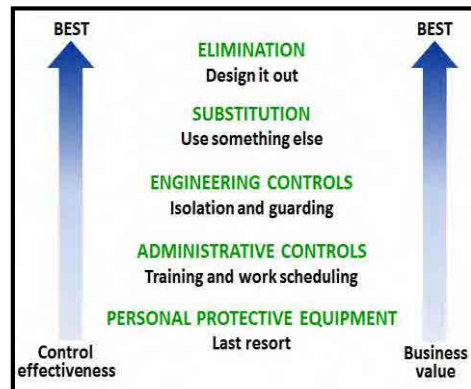 BEST
BEST
ELIMINATION
Design it out
SUBSTITUTION
Use something else
ENGINEERING CONTROLS
Isolation and guarding
ADMINISTRATIVE CONTROLS
Training and work scheduling
PERSONAL PROTECTIVE EQUIPMENT
Last resort
Control
effectiveness
Business
value